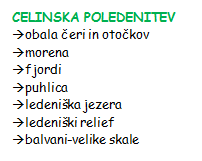 CELINSKA POLEDENITEV
→obala čeri in otočkov
→morena
→fjordi
→puhlica
→ledeniška jezera
→ledeniški relief
→balvani-velike skale